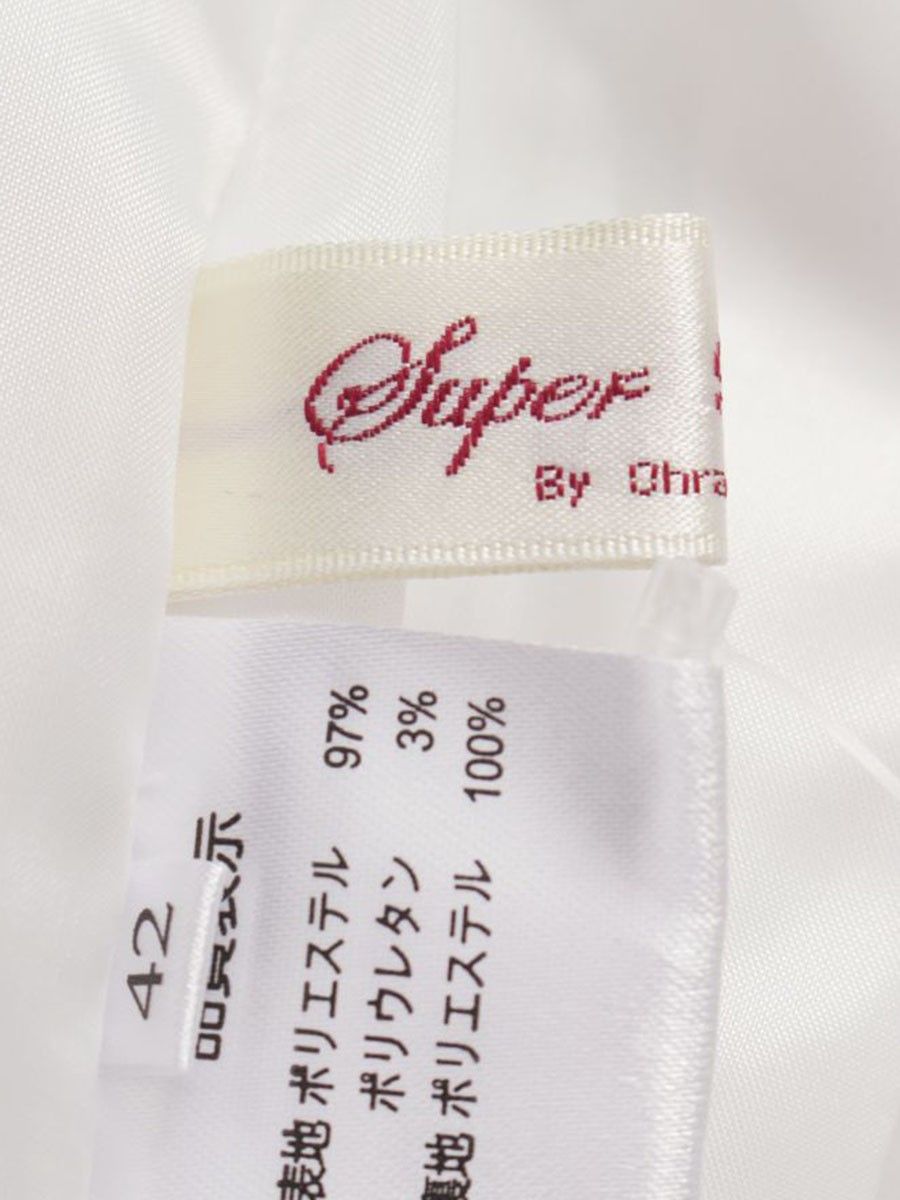 Super
By Ohra
42
品質表示
表地 ポリエステル 97%
ポリウレタン 3%
裏地 ポリエステル 100%